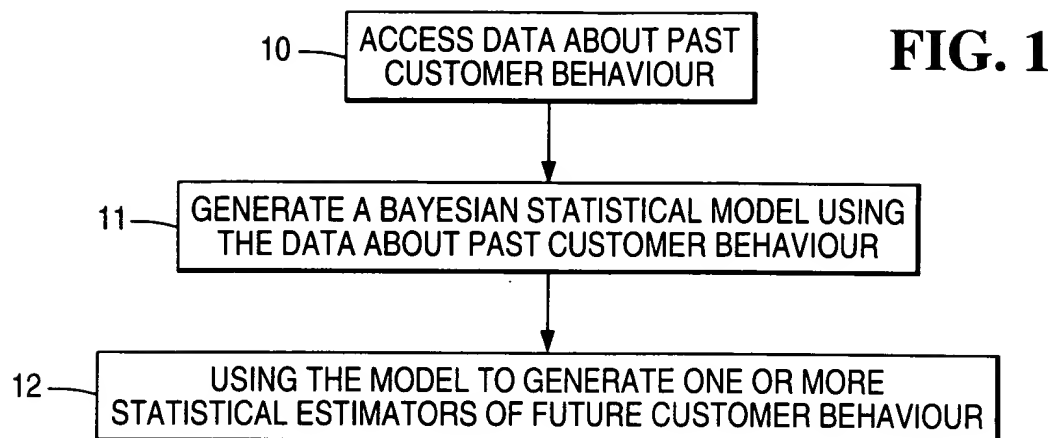 FIG. 1
10
ACCESS DATA ABOUT PAST
CUSTOMER BEHAVIOUR
11
GENERATE A BAYESIAN STATISTICAL MODEL USING
THE DATA ABOUT PAST CUSTOMER BEHAVIOUR
12
USING THE MODEL TO GENERATE ONE OR MORE
STATISTICAL ESTIMATORS OF FUTURE CUSTOMER BEHAVIOUR